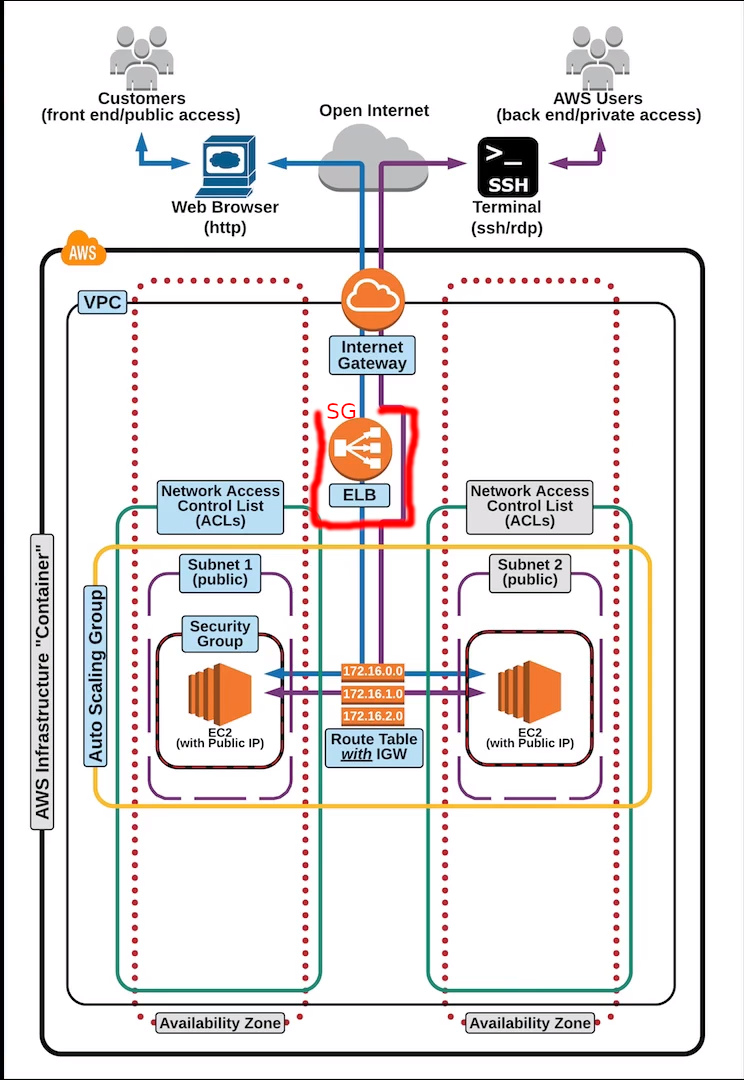 Customers
(front end/public access)
Open Internet
AWS Users
(back end/private access)
>_
SSH
Web Browser
(http)
Terminal
(ssh/rdp)
AWS
VPC
Internet
Gateway
SG
ELB
Network Access
Control List
(ACLs)
Network Access
Control List
(ACLs)
Subnet 1
(public)
Subnet 2
(public)
AWS Infrastructure "Container"
Auto Scaling Group
Security
Group
172.16.0.0
172.16.1.0
172.16.2.0
EC2
(with Public IP)
EC2
(with Public IP)
Route Table
with IGW
Availability Zone
Availability Zone